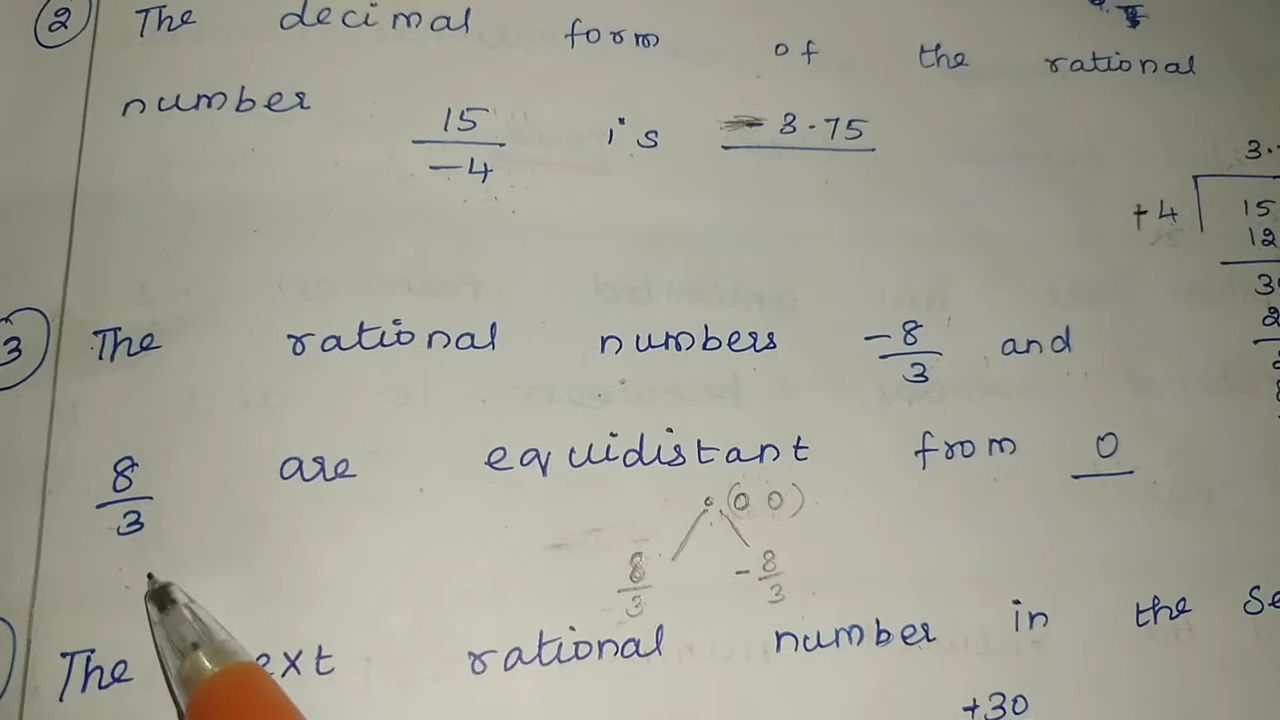 2 The decimal form of the rational
number 15/-4 is -3.75
3.
+4 15
12
3
2
3 The rational numbers -8/3 and
8/3 are equidistant from 0
(0 0)
8/3 -8/3
The rational number in the
+30